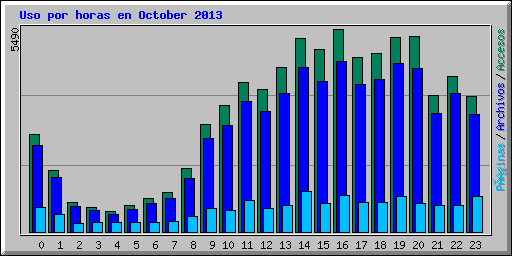 Uso por horas en October 2013
5490
Páginas / Archivos / Accesos
0 1 2 3 4 5 6 7 8 9 10 11 12 13 14 15 16 17 18 19 20 21 22 23